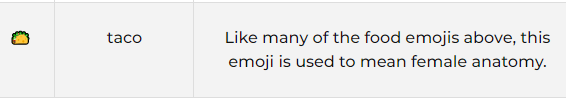 taco
Like many of the food emojis above, this
emoji is used to mean female anatomy.